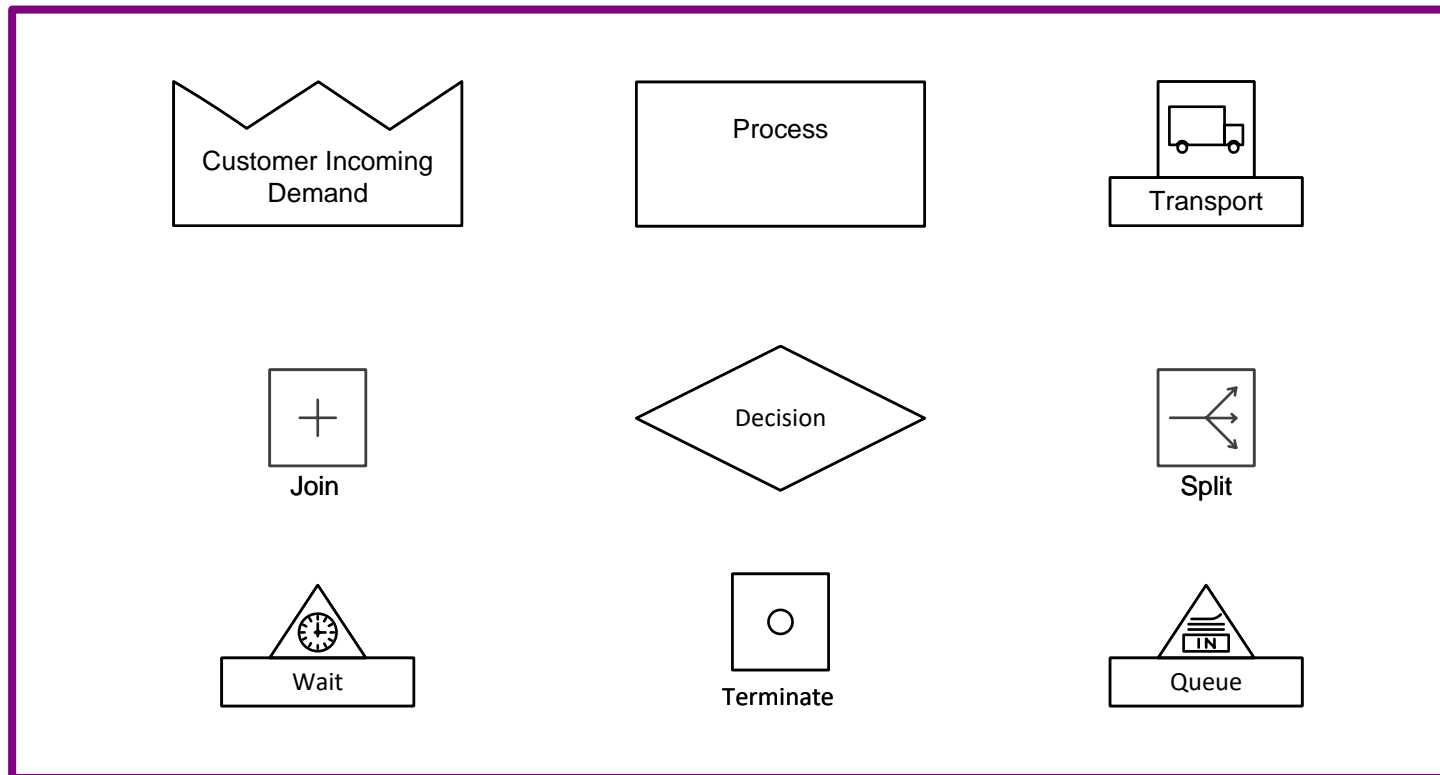 Customer Incoming
Demand
Process
Transport
Join
Decision
Split
Wait
Terminate
IN
Queue